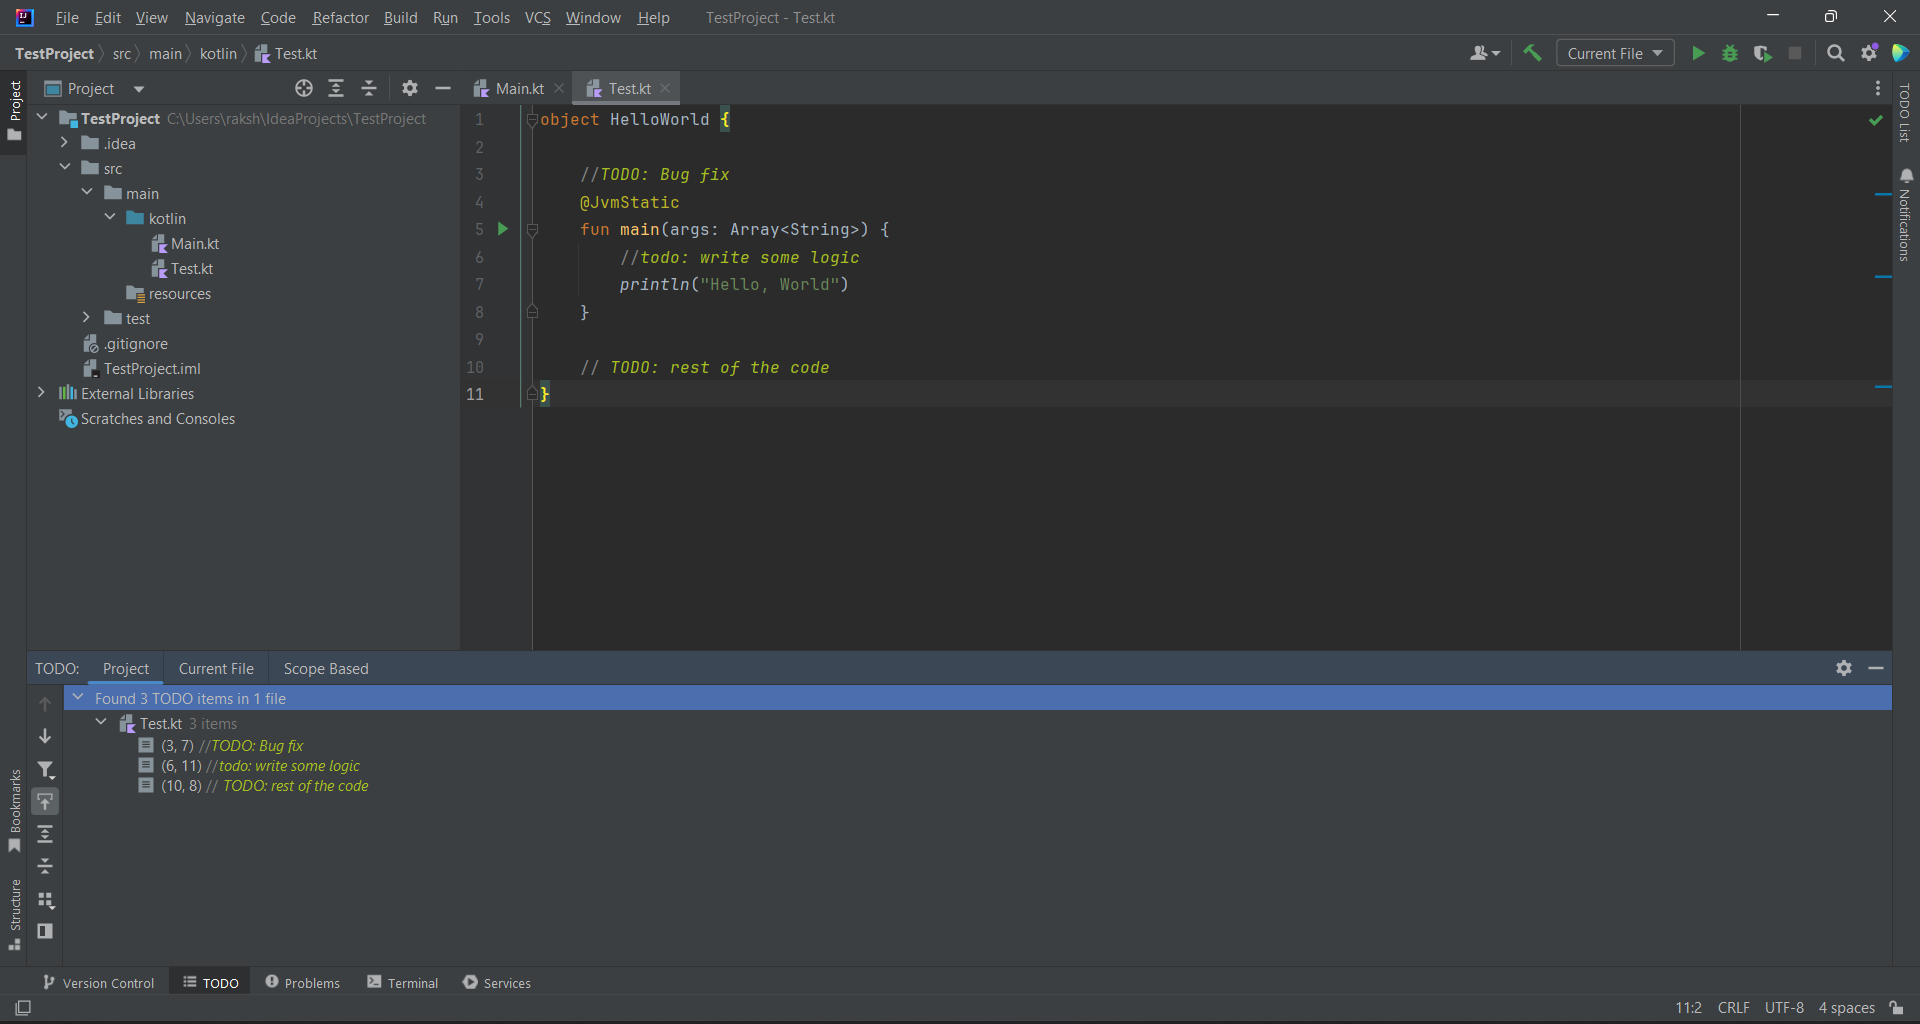 File Edit View Navigate Code Refactor Build Run Tools VCS Window Help TestProject - Test.kt
TestProject src main kotlin Test.kt
Current File
Project
Project
TestProject C:\Users\raksh\IdeaProjects\TestProject
.idea
src
main
kotlin
Main.kt
Test.kt
resources
test
.gitignore
TestProject.iml
External Libraries
Scratches and Consoles
Main.kt Test.kt
1 object HelloWorld {
2
3 //TODO: Bug fix
4 @JvmStatic
5 fun main(args: Array<String>) {
6 //todo: write some logic
7 println("Hello, World")
8 }
9
10 // TODO: rest of the code
11 }
TODO List
Notifications
TODO: Project Current File Scope Based
Found 3 TODO items in 1 file
Test.kt 3 items
(3, 7) //TODO: Bug fix
(6, 11) //todo: write some logic
(10, 8) // TODO: rest of the code
Bookmarks
Structure
Version Control TODO Problems Terminal Services
11:2 CRLF UTF-8 4 spaces